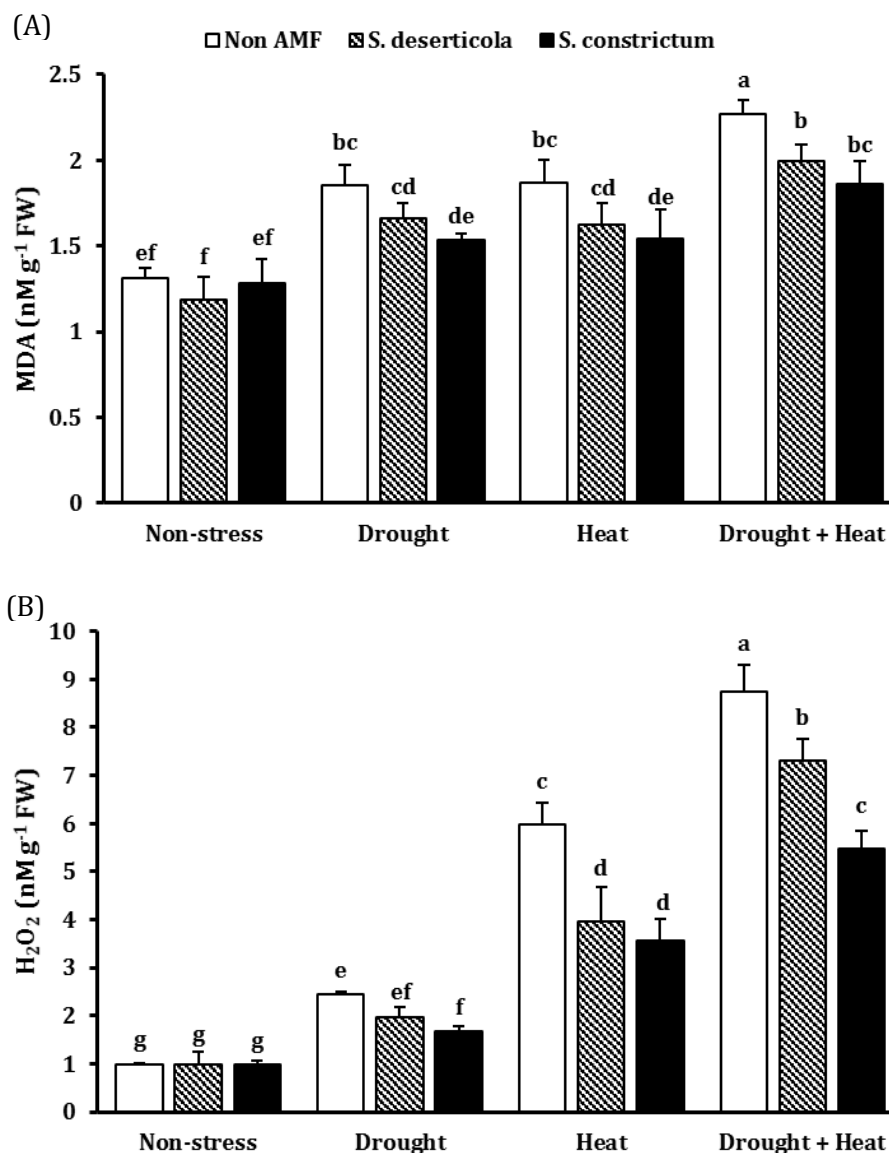 (A)
Non AMF S. deserticola S. constrictum
2.5
2
1.5
1
0.5
0
MDA (nM g⁻¹ FW)
ef f ef
bc cd de
bc cd de
a b bc
Non-stress Drought Heat Drought + Heat
(B)
10
9
8
7
6
5
4
3
2
1
0
H₂O₂ (nM g⁻¹ FW)
g g g
e ef f
c d d
a b c
Non-stress Drought Heat Drought + Heat